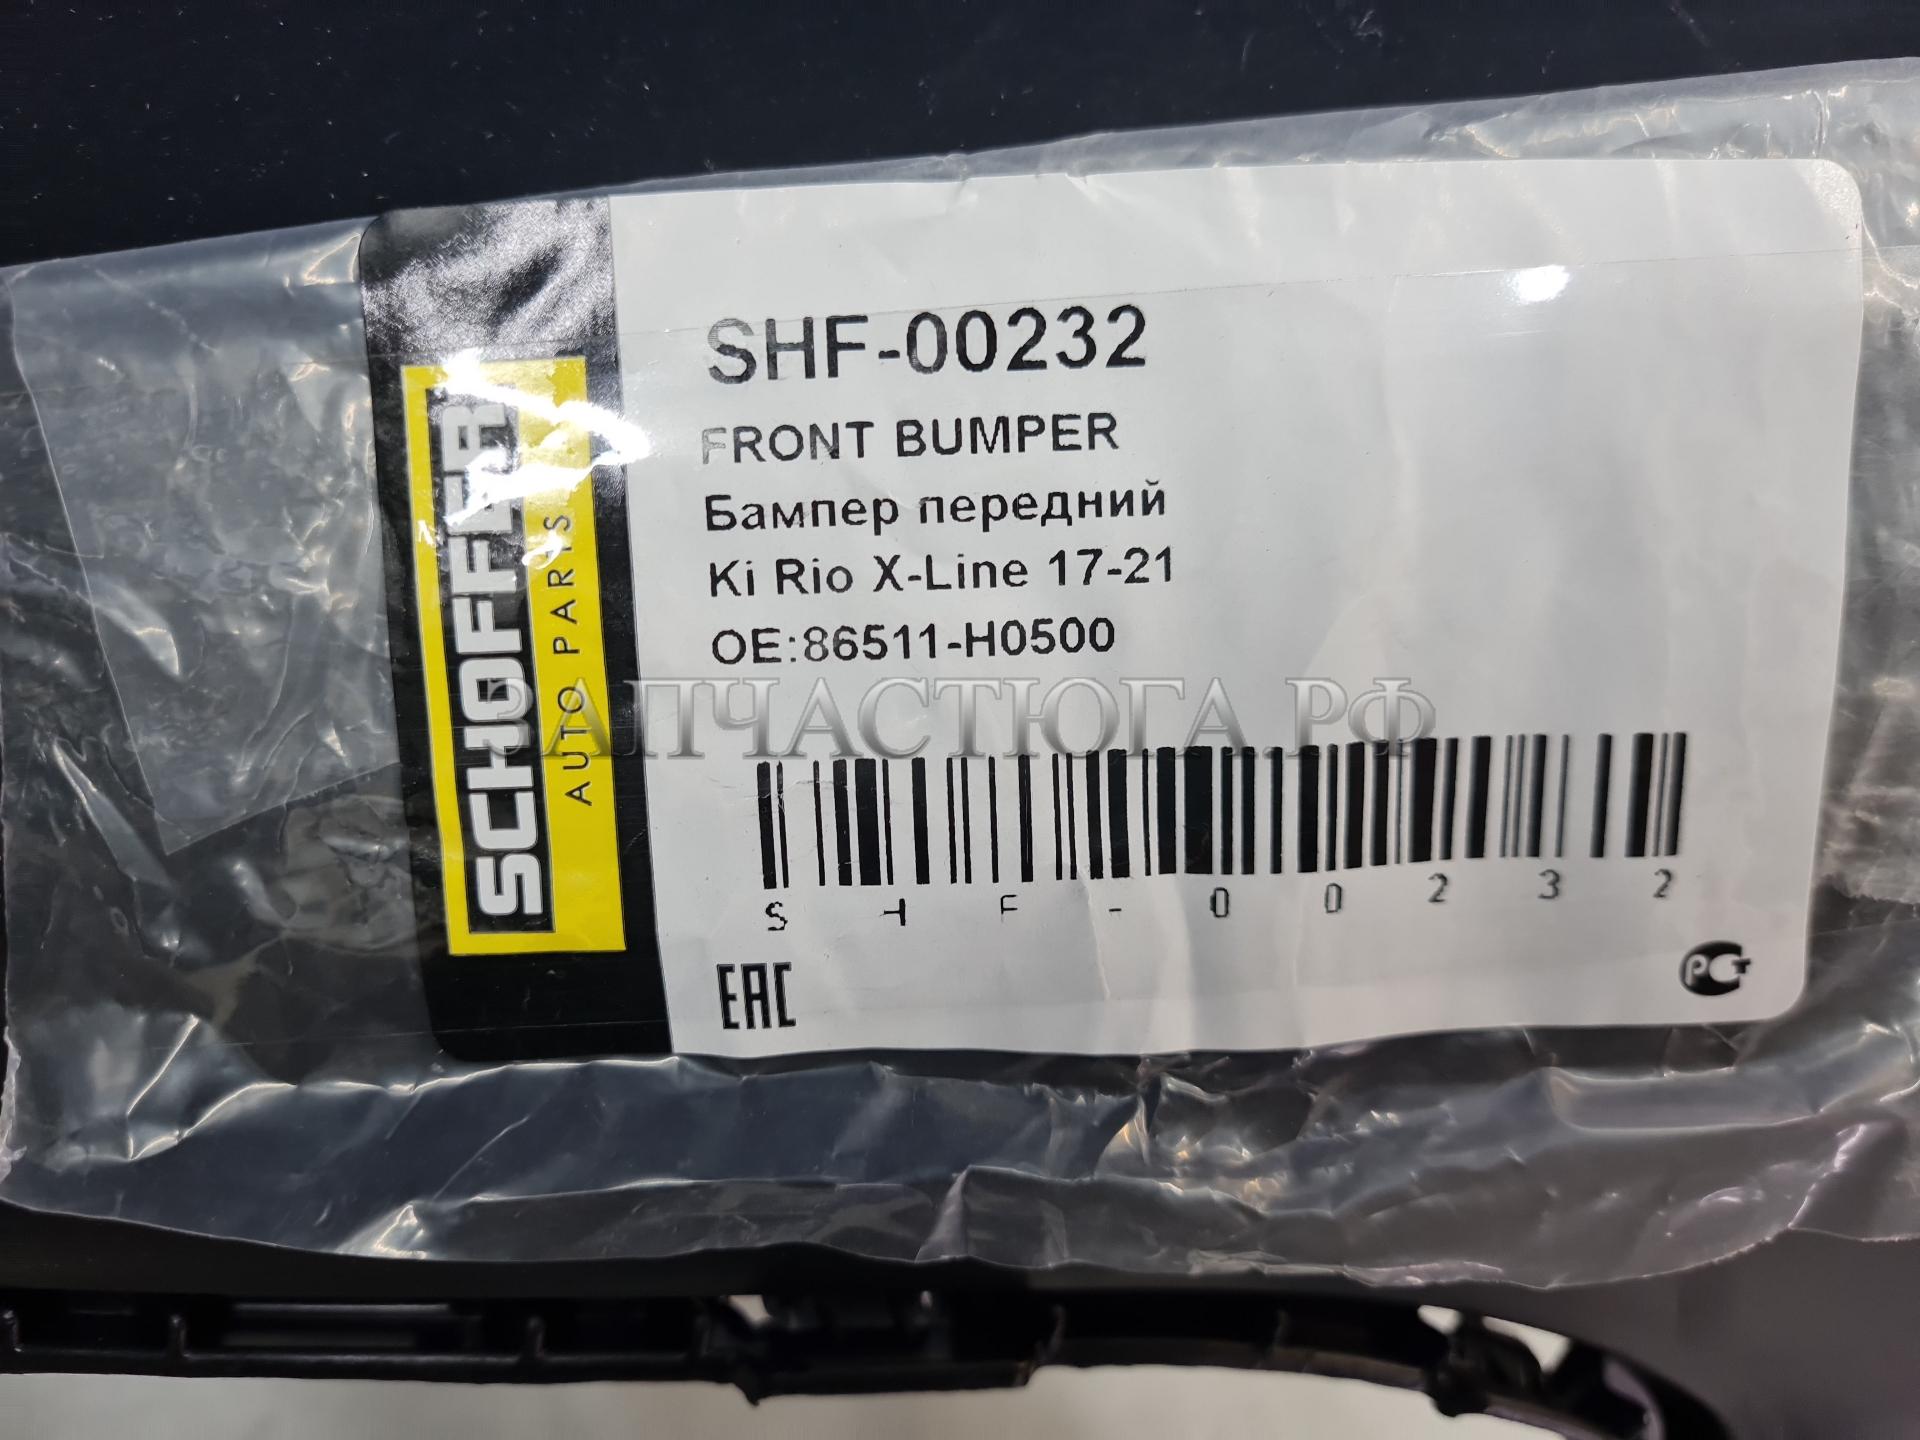 SCHOFFER
AUTO PARTS
SHF-00232
FRONT BUMPER
Бампер передний
Ki Rio X-Line 17-21
OE:86511-H0500
ЗАПЧАСТЮГА.РФ
SHF-00232
EAC
РСТ